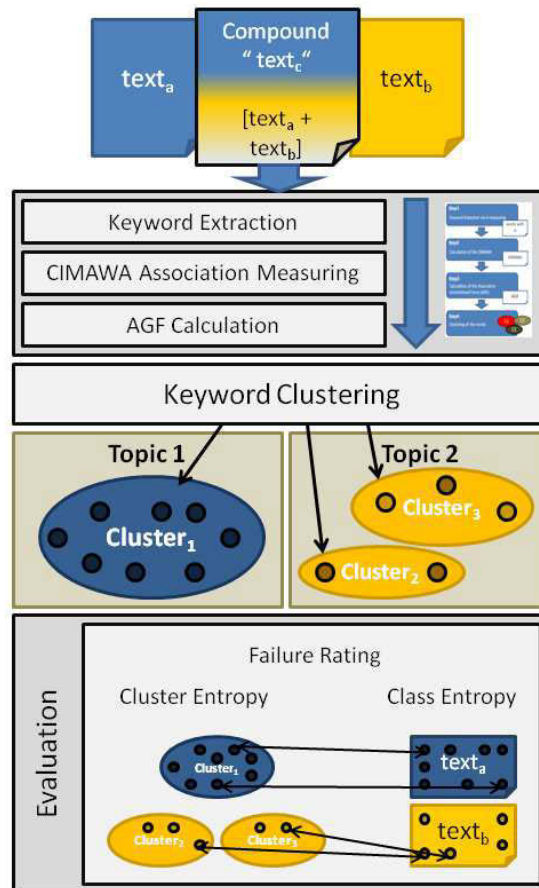 Compound
text_a
“ text_c“
text_b
[text_a +
text_b]
Keyword Extraction
CIMAWA Association Measuring
AGF Calculation
Keyword Clustering
Topic 1
Topic 2
Cluster_1
Cluster_3
Cluster_2
Evaluation
Failure Rating
Cluster Entropy
Class Entropy
Cluster_1
text_a
Cluster_2
Cluster_3
text_b